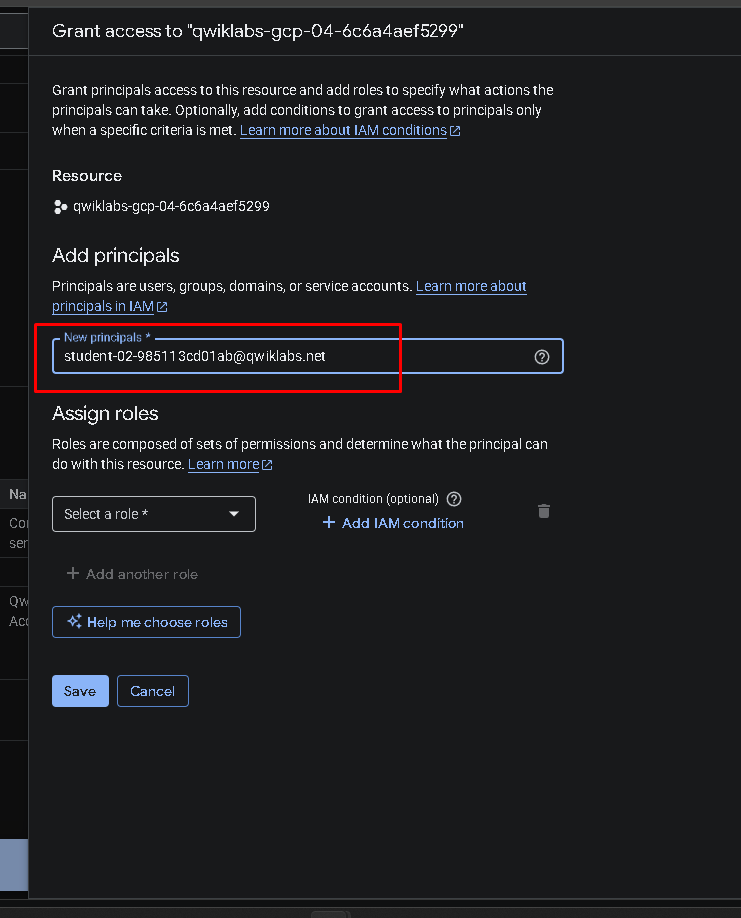 Grant access to "qwiklabs-gcp-04-6c6a4aef5299"
Grant principals access to this resource and add roles to specify what actions the
principals can take. Optionally, add conditions to grant access to principals only
when a specific criteria is met. Learn more about IAM conditions
Resource
qwiklabs-gcp-04-6c6a4aef5299
Add principals
Principals are users, groups, domains, or service accounts. Learn more about
principals in IAM
New principals *
student-02-985113cd01ab@qwiklabs.net
Assign roles
Roles are composed of sets of permissions and determine what the principal can
do with this resource. Learn more
Na
Select a role *
IAM condition (optional)
Add IAM condition
Co
ser
Add another role
Qw
Acc
Help me choose roles
Save
Cancel